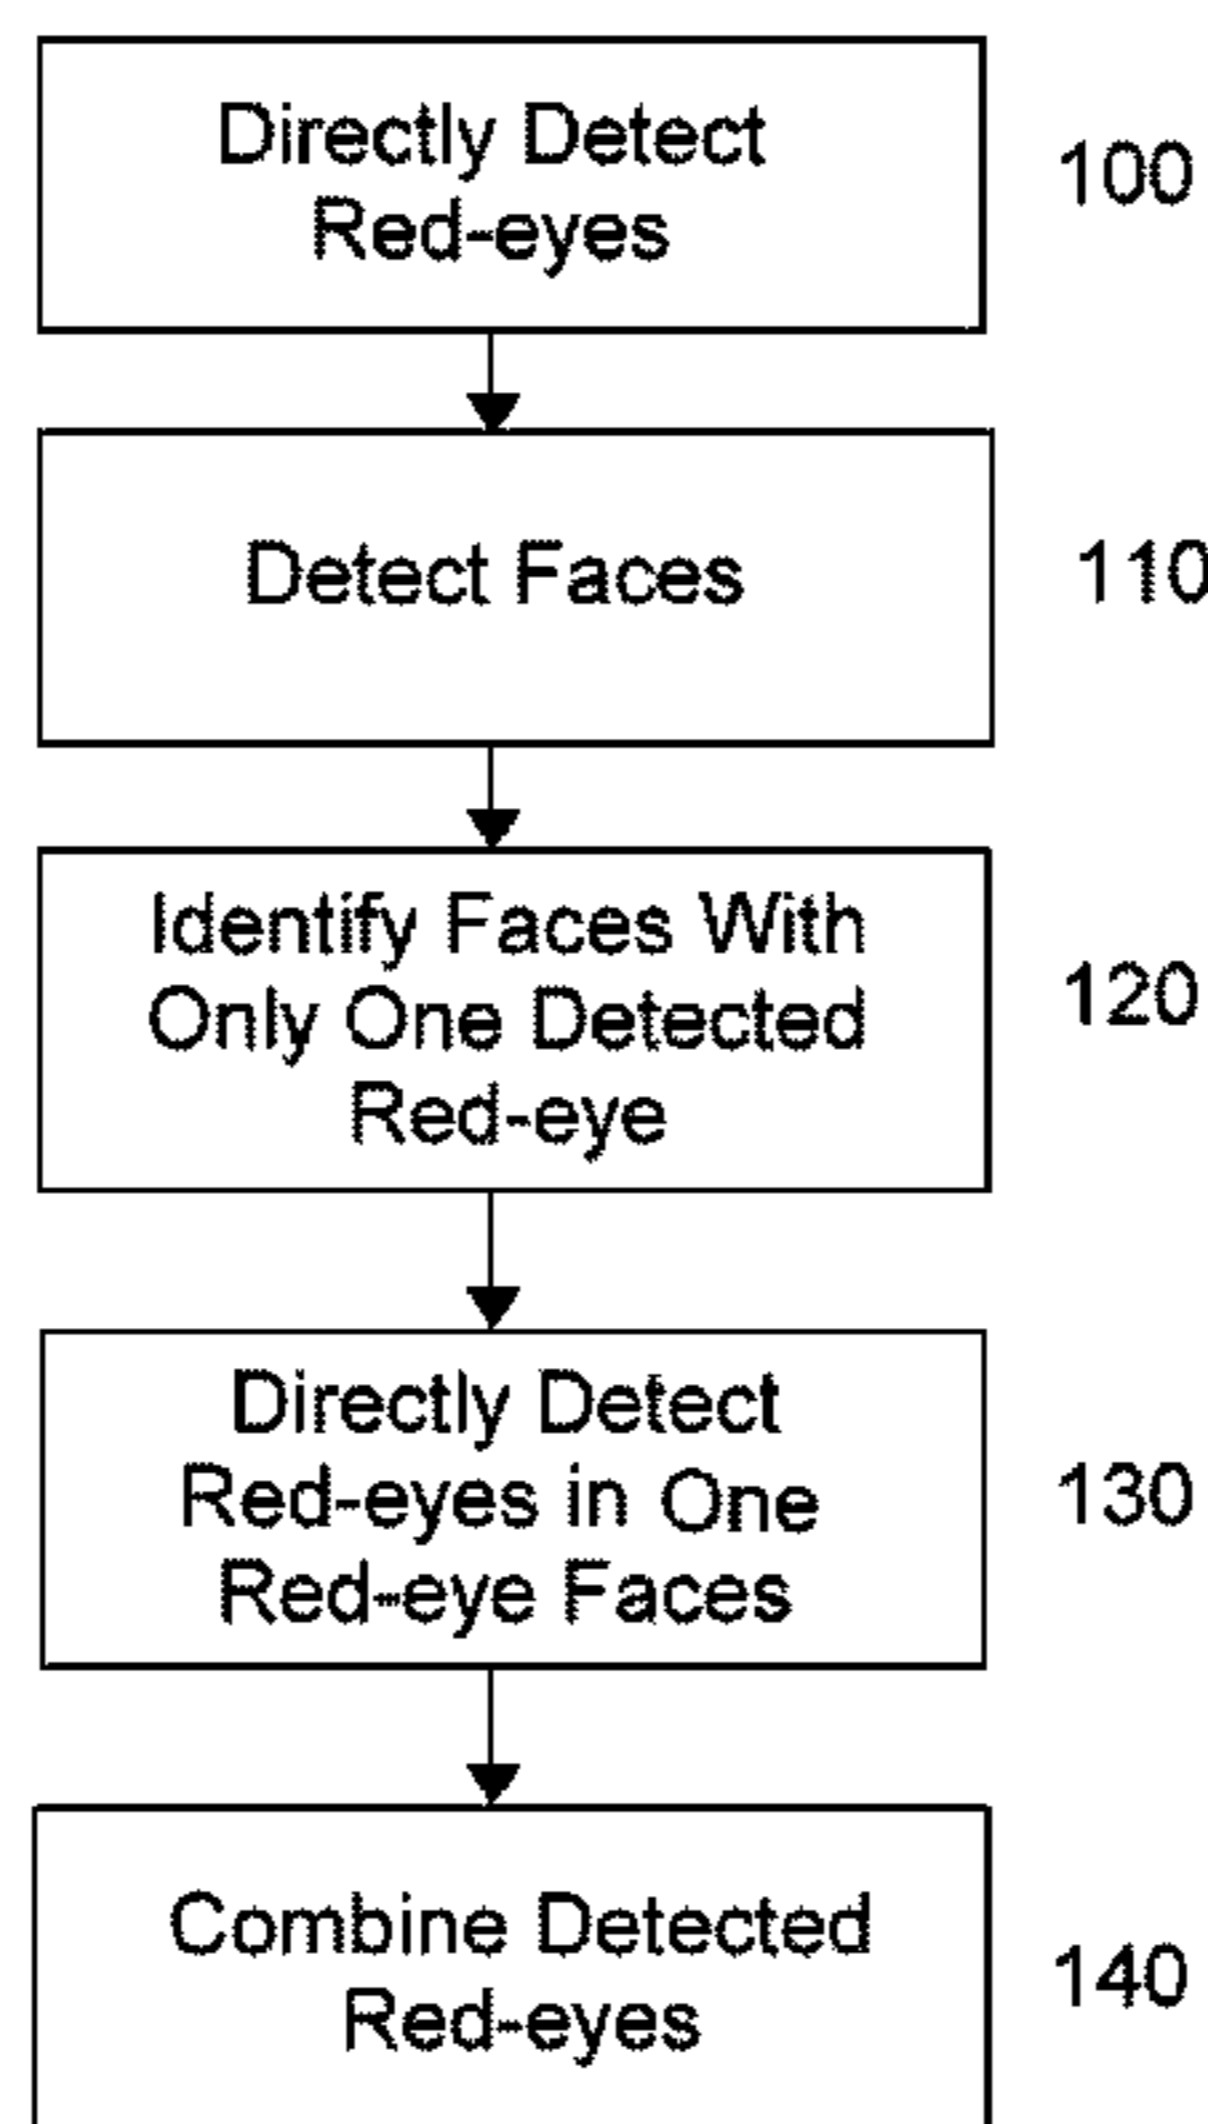 Directly Detect
Red-eyes
100
Detect Faces
110
Identify Faces With
Only One Detected
Red-eye
120
Directly Detect
Red-eyes in One
Red-eye Faces
130
Combine Detected
Red-eyes
140